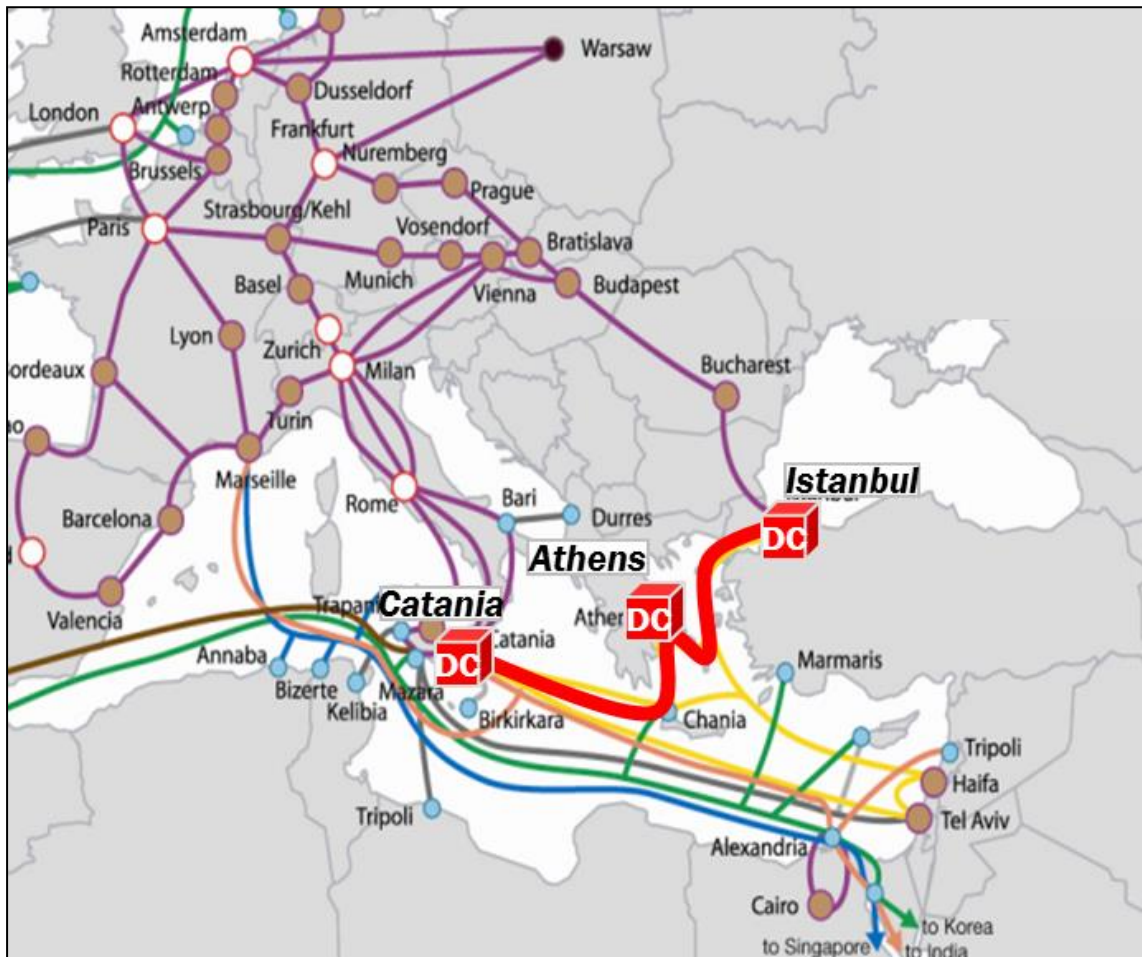 Amsterdam
Warsaw
Rotterdam
Dusseldorf
London
Antwerp
Frankfurt
Nuremberg
Brussels
Prague
Strasbourg/Kehl
Paris
Vosendorf
Bratislava
Munich
Basel
Vienna
Budapest
Lyon
Zurich
Milan
Bucharest
ordeaux
Turin
no
Marseille
Istanbul
Rome
Bari
Durres
Barcelona
DC
Athens
d
Valencia
Trapani
Catania
Ather
DC
Catania
Annaba
DC
Marmaris
Bizerte
Mazara
Kelibia
Birkirkara
Chania
Tripoli
Haifa
Tripoli
Tel Aviv
Alexandria
Cairo
to Korea
to Singapore
to India